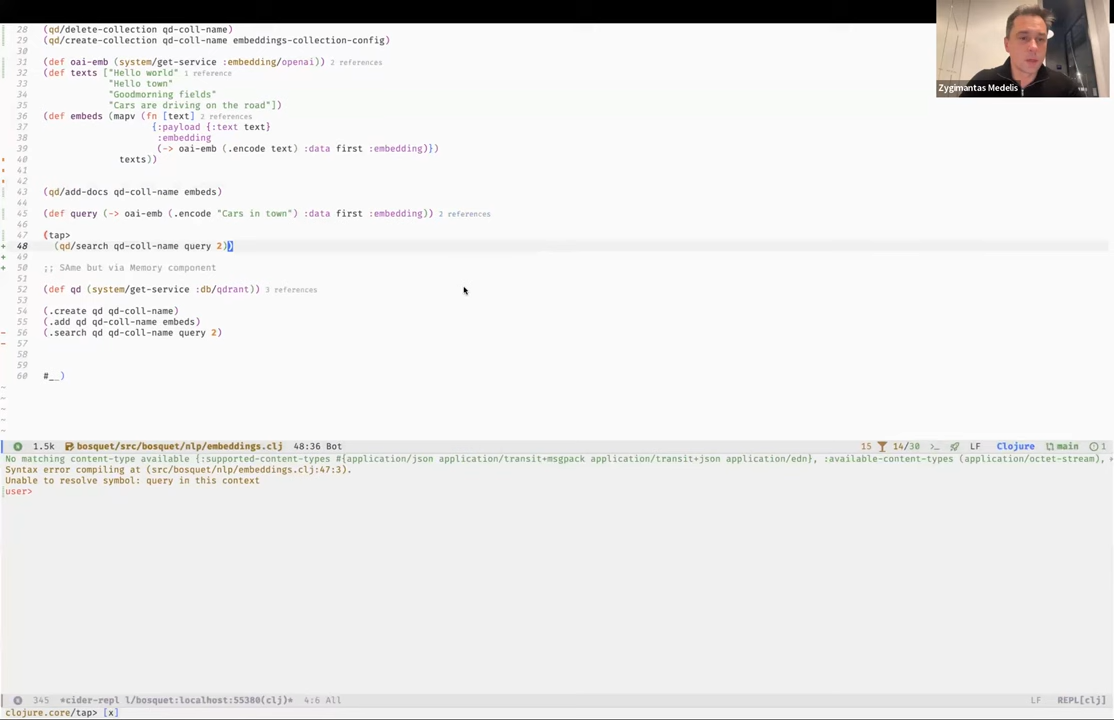 28 (qd/delete-collection qd-coll-name)
29 (qd/create-collection qd-coll-name embeddings-collection-config)
30
31 (def oai-emb (system/get-service :embedding/openai)) 2 references
32 (def texts ["Hello world" 1 reference
33 "Hello town"
34 "Goodmorning fields"
35 "Cars are driving on the road"])
36 (def embeds (mapv (fn [text] 2 references
37 {:payload {:text text}
38 :embedding
39 (-> oai-emb (.encode text) :data first :embedding)})
40 texts))
41
42
43 (qd/add-docs qd-coll-name embeds)
44
45 (def query (-> oai-emb (.encode "Cars in town") :data first :embedding)) 2 references
46
47 (tap>
48 (qd/search qd-coll-name query 2))
49
50 ;; SAme but via Memory component
51
52 (def qd (system/get-service :db/qdrant)) 3 references
53
54 (.create qd qd-coll-name)
55 (.add qd qd-coll-name embeds)
56 (.search qd qd-coll-name query 2)
57
58
59
60 #__)
Zygimantas Medelis
1.5k bosquet/src/bosquet/nlp/embeddings.clj 48:36 Bot 15 14/30 >_ LF Clojure main 1
No matching content-type available {:supported-content-types #{application/json application/transit+msgpack application/transit+json application/edn}, :available-content-types (application/octet-stream),
Syntax error compiling at (src/bosquet/nlp/embeddings.clj:47:3).
Unable to resolve symbol: query in this context
user>
345 *cider-repl l/bosquet:localhost:55380(clj)* 4:6 All LF REPL[clj]
clojure.core/tap> [x]